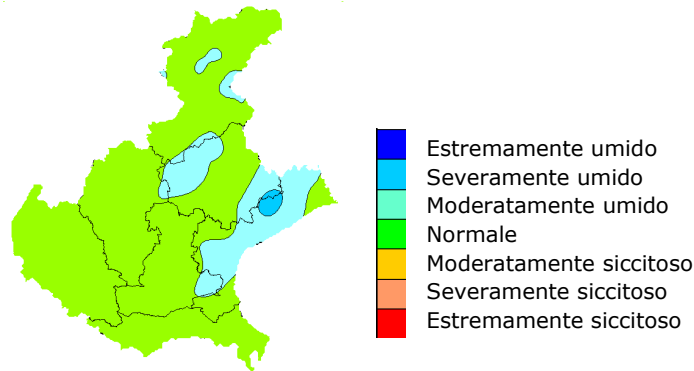 Estremamente umido
Severamente umido
Moderatamente umido
Normale
Moderatamente siccitoso
Severamente siccitoso
Estremamente siccitoso